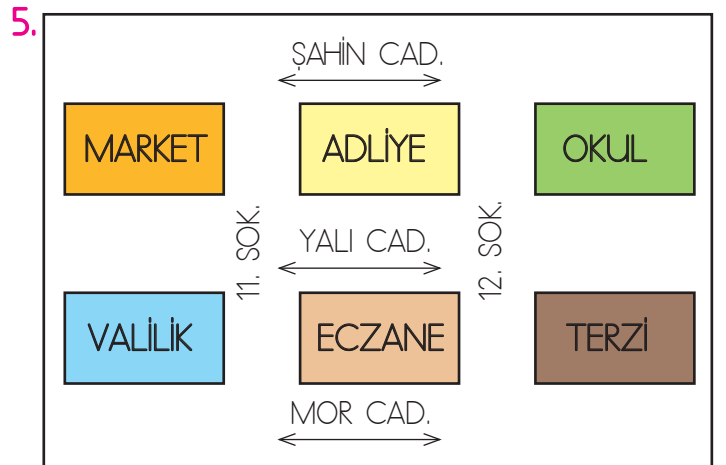 5.
ŞAHİN CAD.
MARKET
ADLİYE
OKUL
11. SOK.
YALI CAD.
12. SOK.
VALİLİK
ECZANE
TERZİ
MOR CAD.